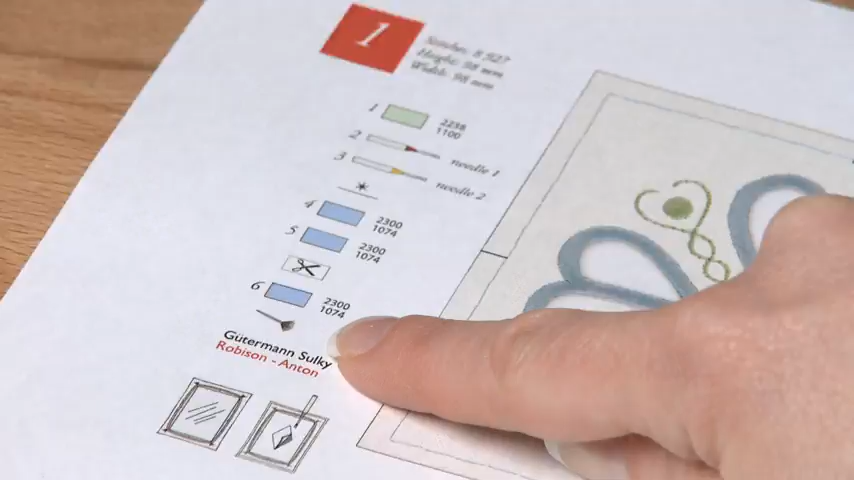 1
Stitches: 8 927
Height: 98 mm
Width: 98 mm
1 2238
1100
2 needle 1
3 needle 2
4 2300
1074
5 2300
1074
6 2300
1074
Gütermann Sulky
Robison - Anton